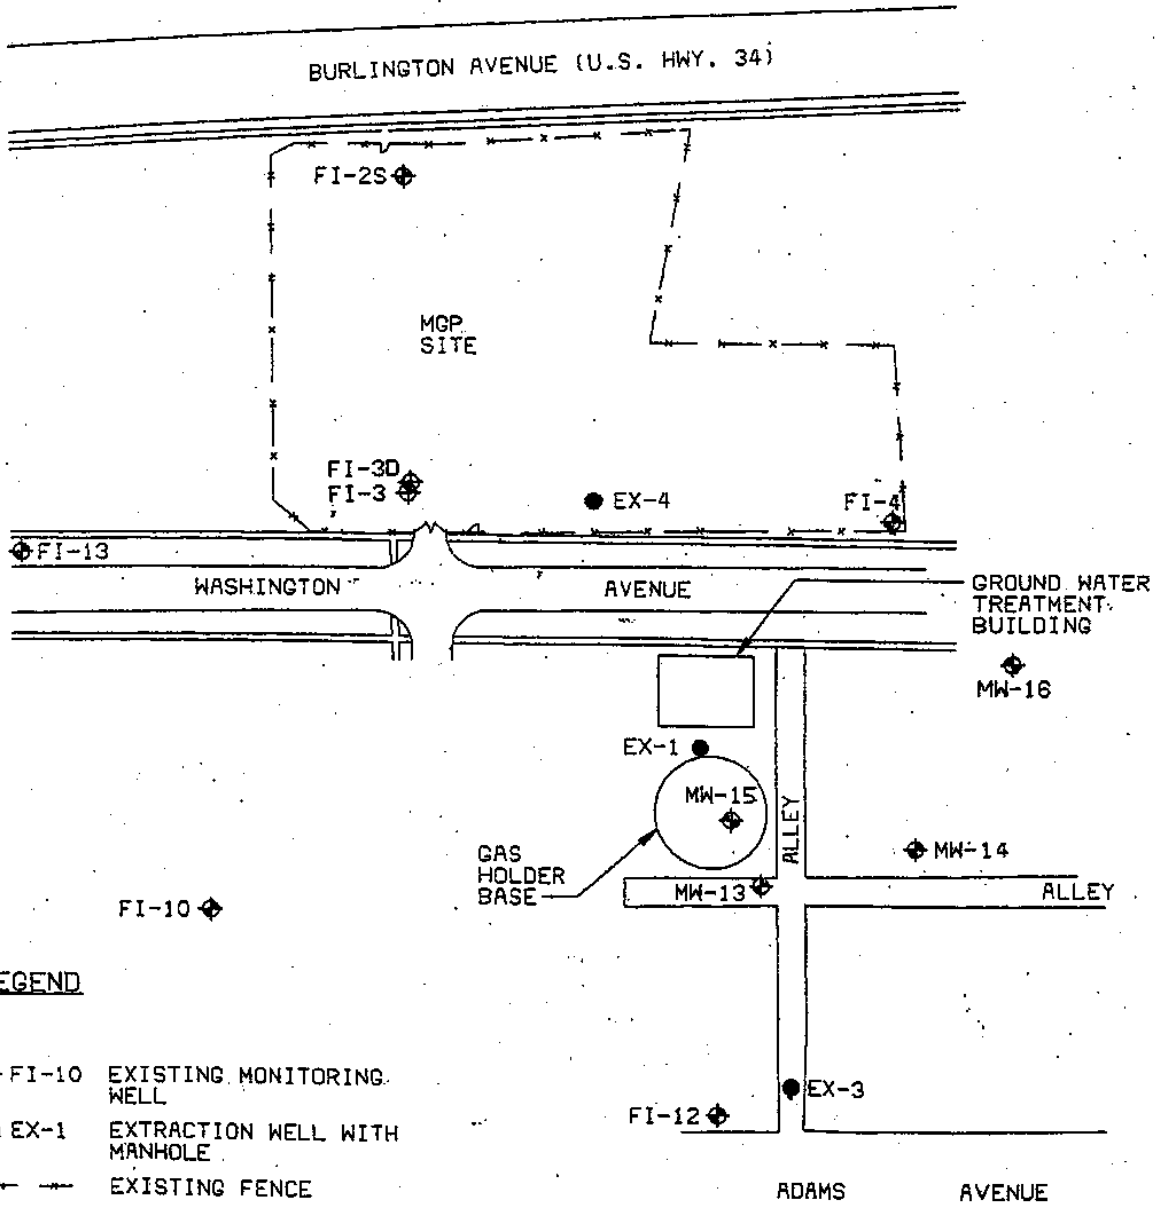 BURLINGTON AVENUE (U.S. HWY. 34)
FI-2S
MGP
SITE
FI-3D
FI-3
EX-4
FI-4
FI-13
WASHINGTON AVENUE
GROUND WATER
TREATMENT
BUILDING
MW-16
EX-1
MW-15
ALLEY
GAS
HOLDER
BASE
MW-14
MW-13
ALLEY
FI-10
EGEND
FI-10 EXISTING MONITORING
WELL
EX-1 EXTRACTION WELL WITH
MANHOLE
EXISTING FENCE
EX-3
FI-12
ADAMS AVENUE